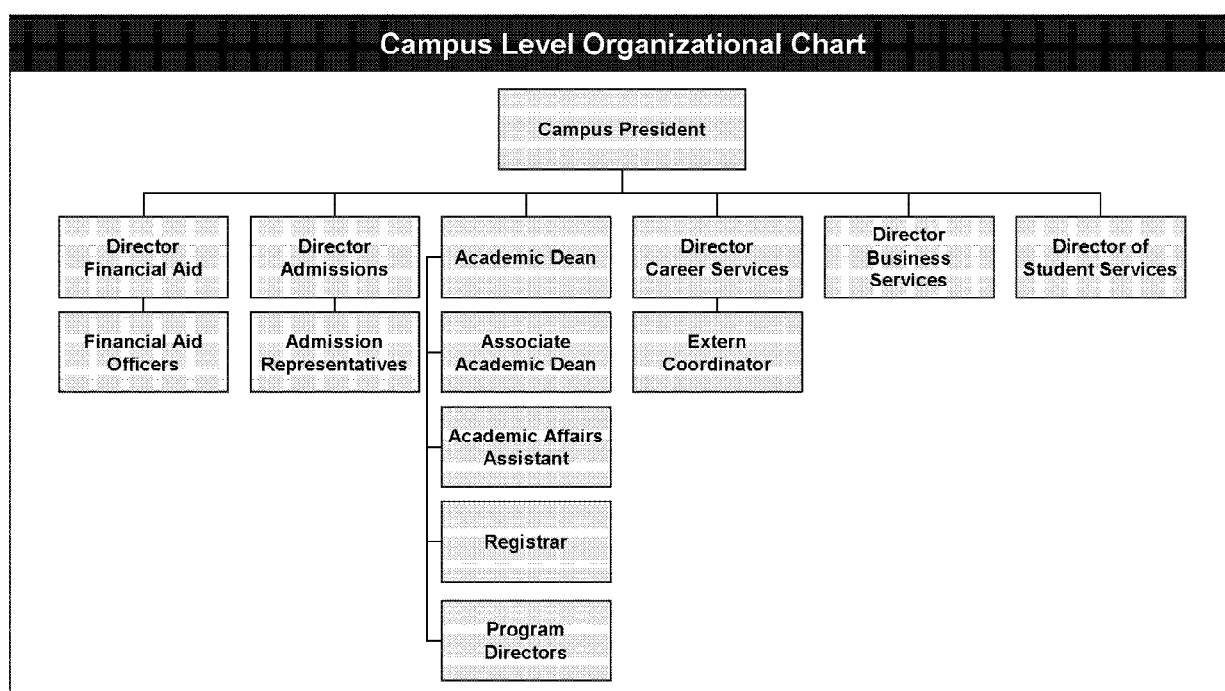 Campus Level Organizational Chart
Campus President
Director
Financial Aid
Director
Admissions
Academic Dean
Director
Career Services
Director
Business
Services
Director of
Student Services
Financial Aid
Officers
Admission
Representatives
Associate
Academic Dean
Extern
Coordinator
Academic Affairs
Assistant
Registrar
Program
Directors